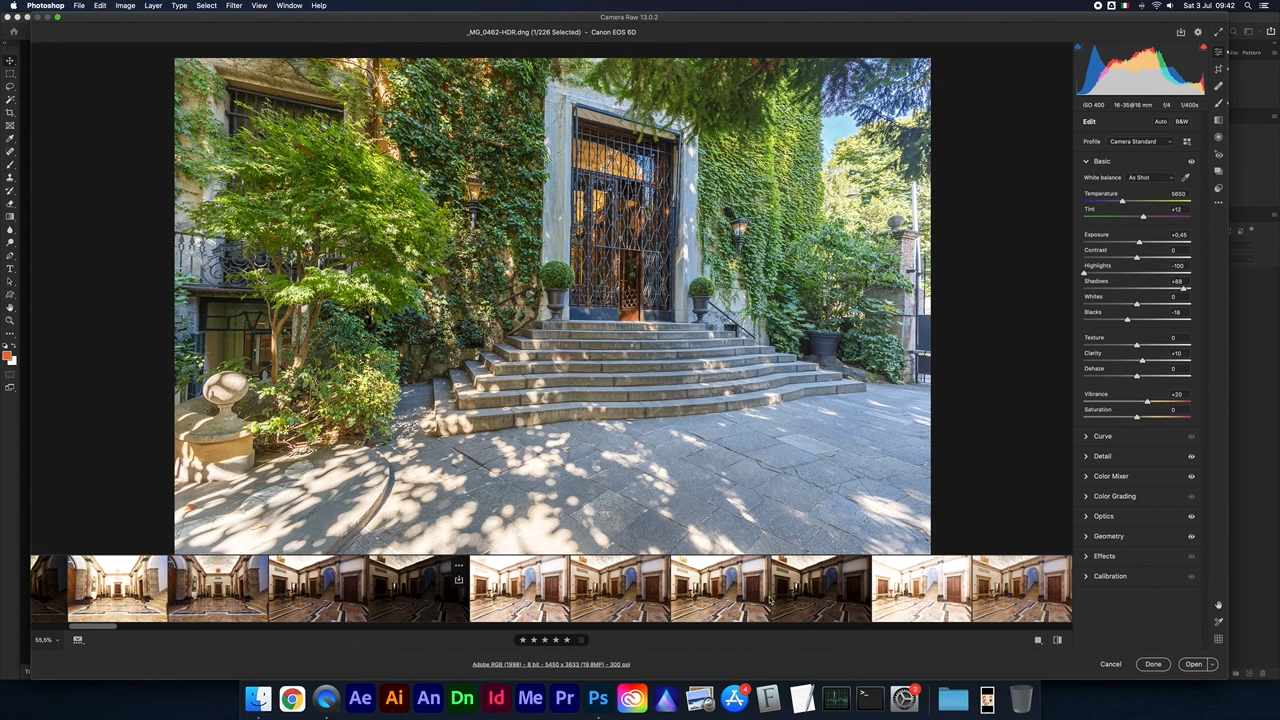 Photoshop File Edit Image Layer Type Select Filter View Window Help Sat 3 Jul 09:42
Camera Raw 13.0.2
_MG_0462-HDR.dng (1/226 Selected) - Canon EOS 6D
Pattern
ISO 400 16-35@16 mm f/4 1/400s
Edit Auto B&W
Profile Camera Standard
Basic
White balance As Shot
Temperature 5650
Tint +12
Exposure +0,45
Contrast 0
Highlights -100
Shadows +88
Whites 0
Blacks -18
Texture 0
Clarity +10
Dehaze 0
Vibrance +20
Saturation 0
Curve
Detail
Color Mixer
Color Grading
Optics
Geometry
Effects
Calibration
55,5%
Adobe RGB (1998) - 8 bit - 5450 x 3633 (19.8MP) - 300 ppi
Cancel Done Open
Ae Ai An Dn Id Me Pr Ps 4 F >_ 2